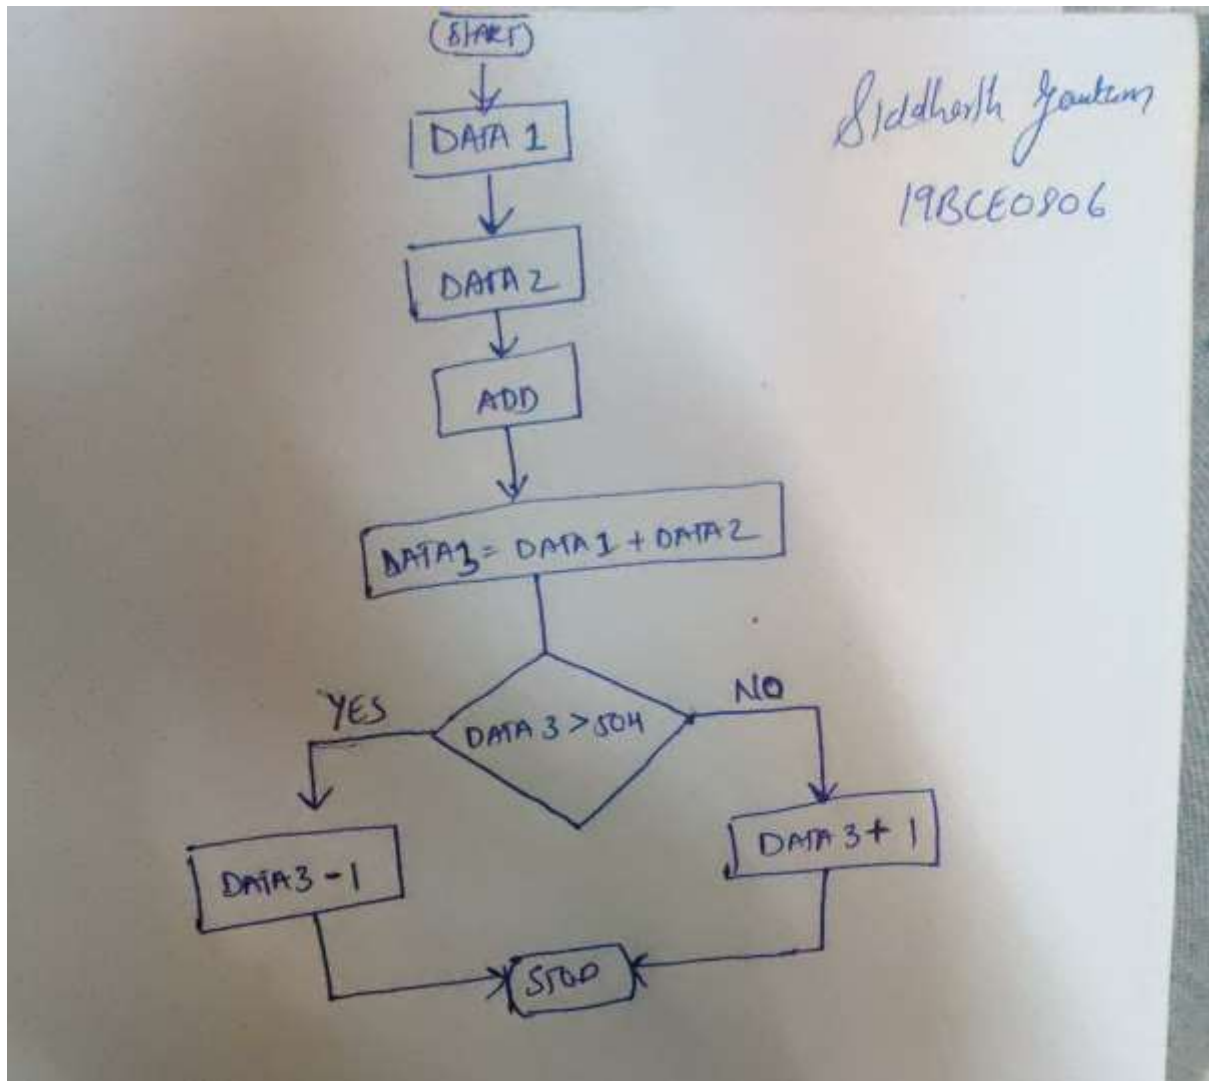 START
Siddharth Gautam
19BCE0806
DATA 1
DATA 2
ADD
DATA3 = DATA1 + DATA2
YES
NO
DATA 3 > 50H
DATA 3 + 1
DATA3 - 1
STOP